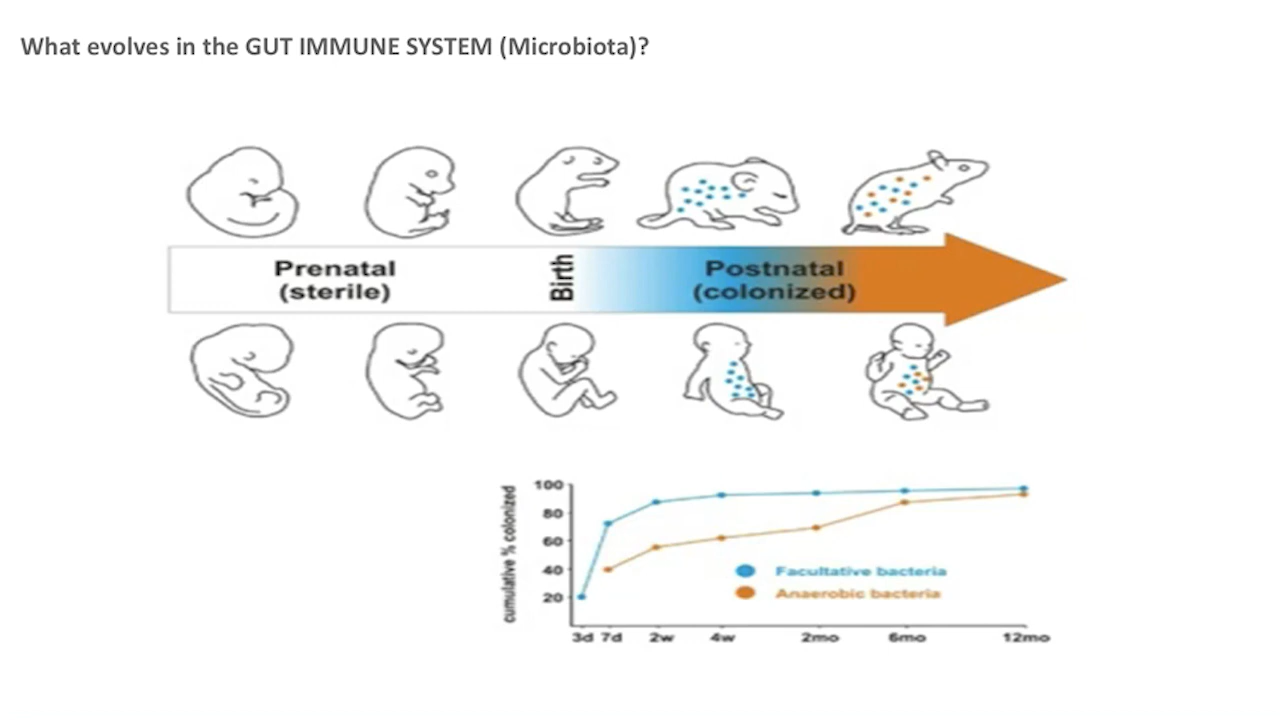 What evolves in the GUT IMMUNE SYSTEM (Microbiota)?
Prenatal
(sterile)
Birth
Postnatal
(colonized)
cumulative % colonized
100
80
60
40
20
Facultative bacteria
Anaerobic bacteria
3d 7d 2w 4w 2mo 6mo 12mo